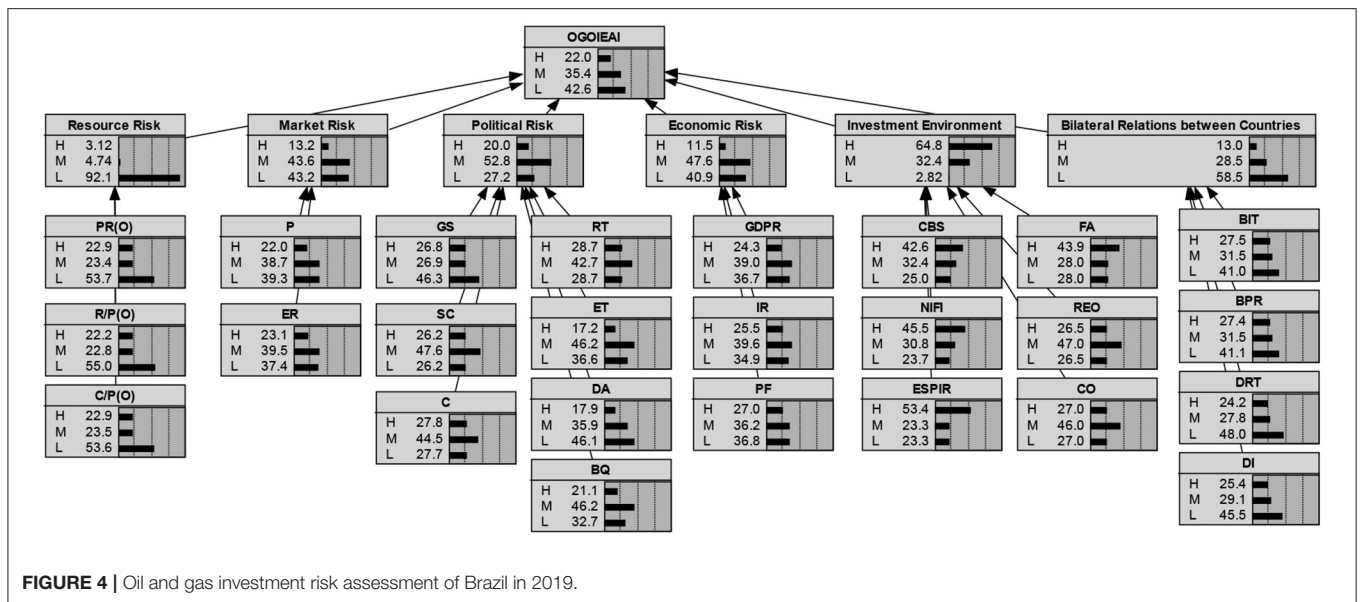 OGOIEAI
H 22.0
M 35.4
L 42.6
Resource Risk
H 3.12
M 4.74
L 92.1
Market Risk
H 13.2
M 43.6
L 43.2
Political Risk
H 20.0
M 52.8
L 27.2
Economic Risk
H 11.5
M 47.6
L 40.9
Investment Environment
H 64.8
M 32.4
L 2.82
Bilateral Relations between Countries
H 13.0
M 28.5
L 58.5
PR(O)
H 22.9
M 23.4
L 53.7
R/P(O)
H 22.2
M 22.8
L 55.0
C/P(O)
H 22.9
M 23.5
L 53.6
P
H 22.0
M 38.7
L 39.3
ER
H 23.1
M 39.5
L 37.4
GS
H 26.8
M 26.9
L 46.3
SC
H 26.2
M 47.6
L 26.2
C
H 27.8
M 44.5
L 27.7
RT
H 28.7
M 42.7
L 28.7
ET
H 17.2
M 46.2
L 36.6
DA
H 17.9
M 35.9
L 46.1
BQ
H 21.1
M 46.2
L 32.7
GDPR
H 24.3
M 39.0
L 36.7
IR
H 25.5
M 39.6
L 34.9
PF
H 27.0
M 36.2
L 36.8
CBS
H 42.6
M 32.4
L 25.0
NIFI
H 45.5
M 30.8
L 23.7
ESPIR
H 53.4
M 23.3
L 23.3
FA
H 43.9
M 28.0
L 28.0
REO
H 26.5
M 47.0
L 26.5
CO
H 27.0
M 46.0
L 27.0
BIT
H 27.5
M 31.5
L 41.0
BPR
H 27.4
M 31.5
L 41.1
DRT
H 24.2
M 27.8
L 48.0
DI
H 25.4
M 29.1
L 45.5
FIGURE 4 | Oil and gas investment risk assessment of Brazil in 2019.